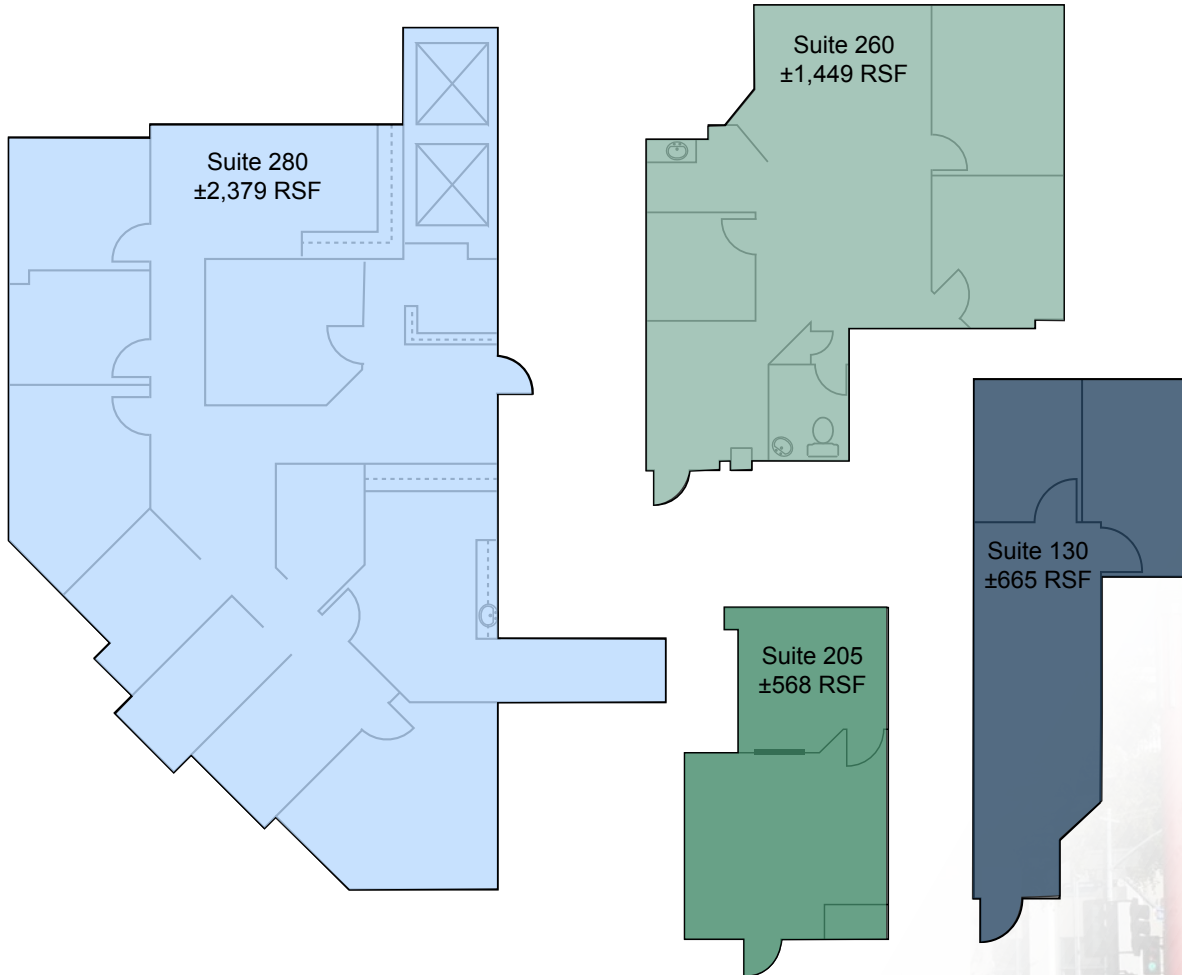 Suite 260
±1,449 RSF
Suite 280
±2,379 RSF
Suite 130
±665 RSF
Suite 205
±568 RSF